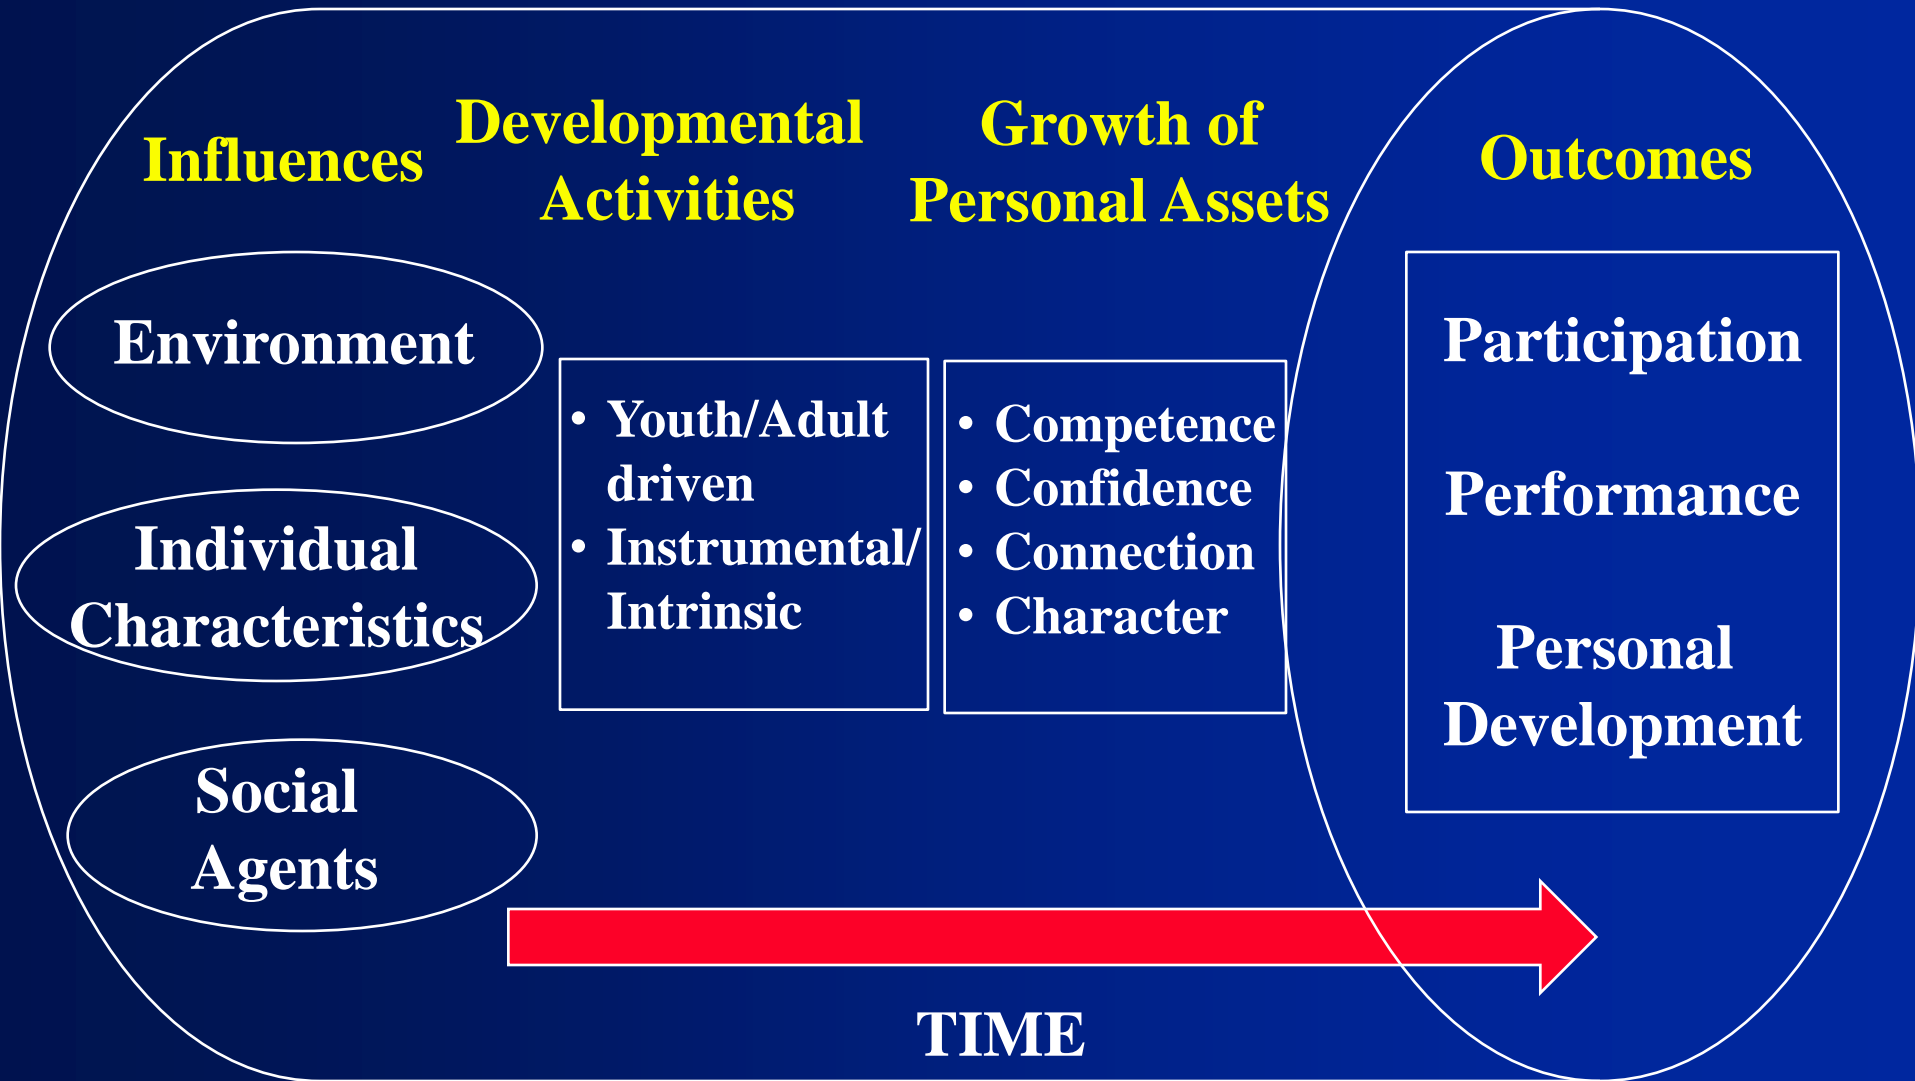 Influences
Developmental
Activities
Growth of
Personal Assets
Outcomes
Environment
Individual
Characteristics
Social
Agents
• Youth/Adult
driven
• Instrumental/
Intrinsic
• Competence
• Confidence
• Connection
• Character
Participation
Performance
Personal
Development
TIME